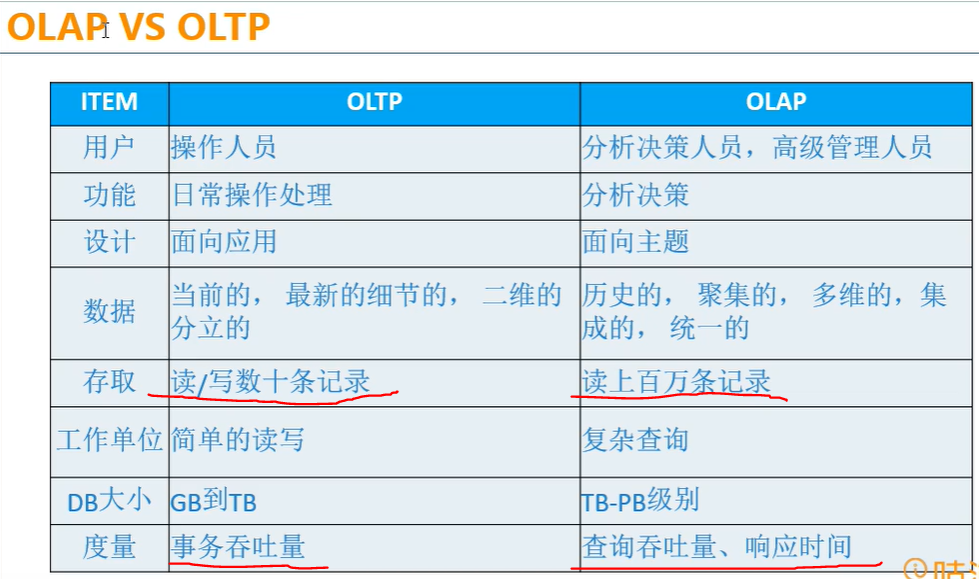 OLAP VS OLTP
ITEM OLTP OLAP
用户 操作人员 分析决策人员，高级管理人员
功能 日常操作处理 分析决策
设计 面向应用 面向主题
数据 当前的， 最新的细节的， 二维的 历史的， 聚集的， 多维的，集
分立的 成的， 统一的
存取 读/写数十条记录 读上百万条记录
工作单位 简单的读写 复杂查询
DB大小 GB到TB TB-PB级别
度量 事务吞吐量 查询吞吐量、响应时间